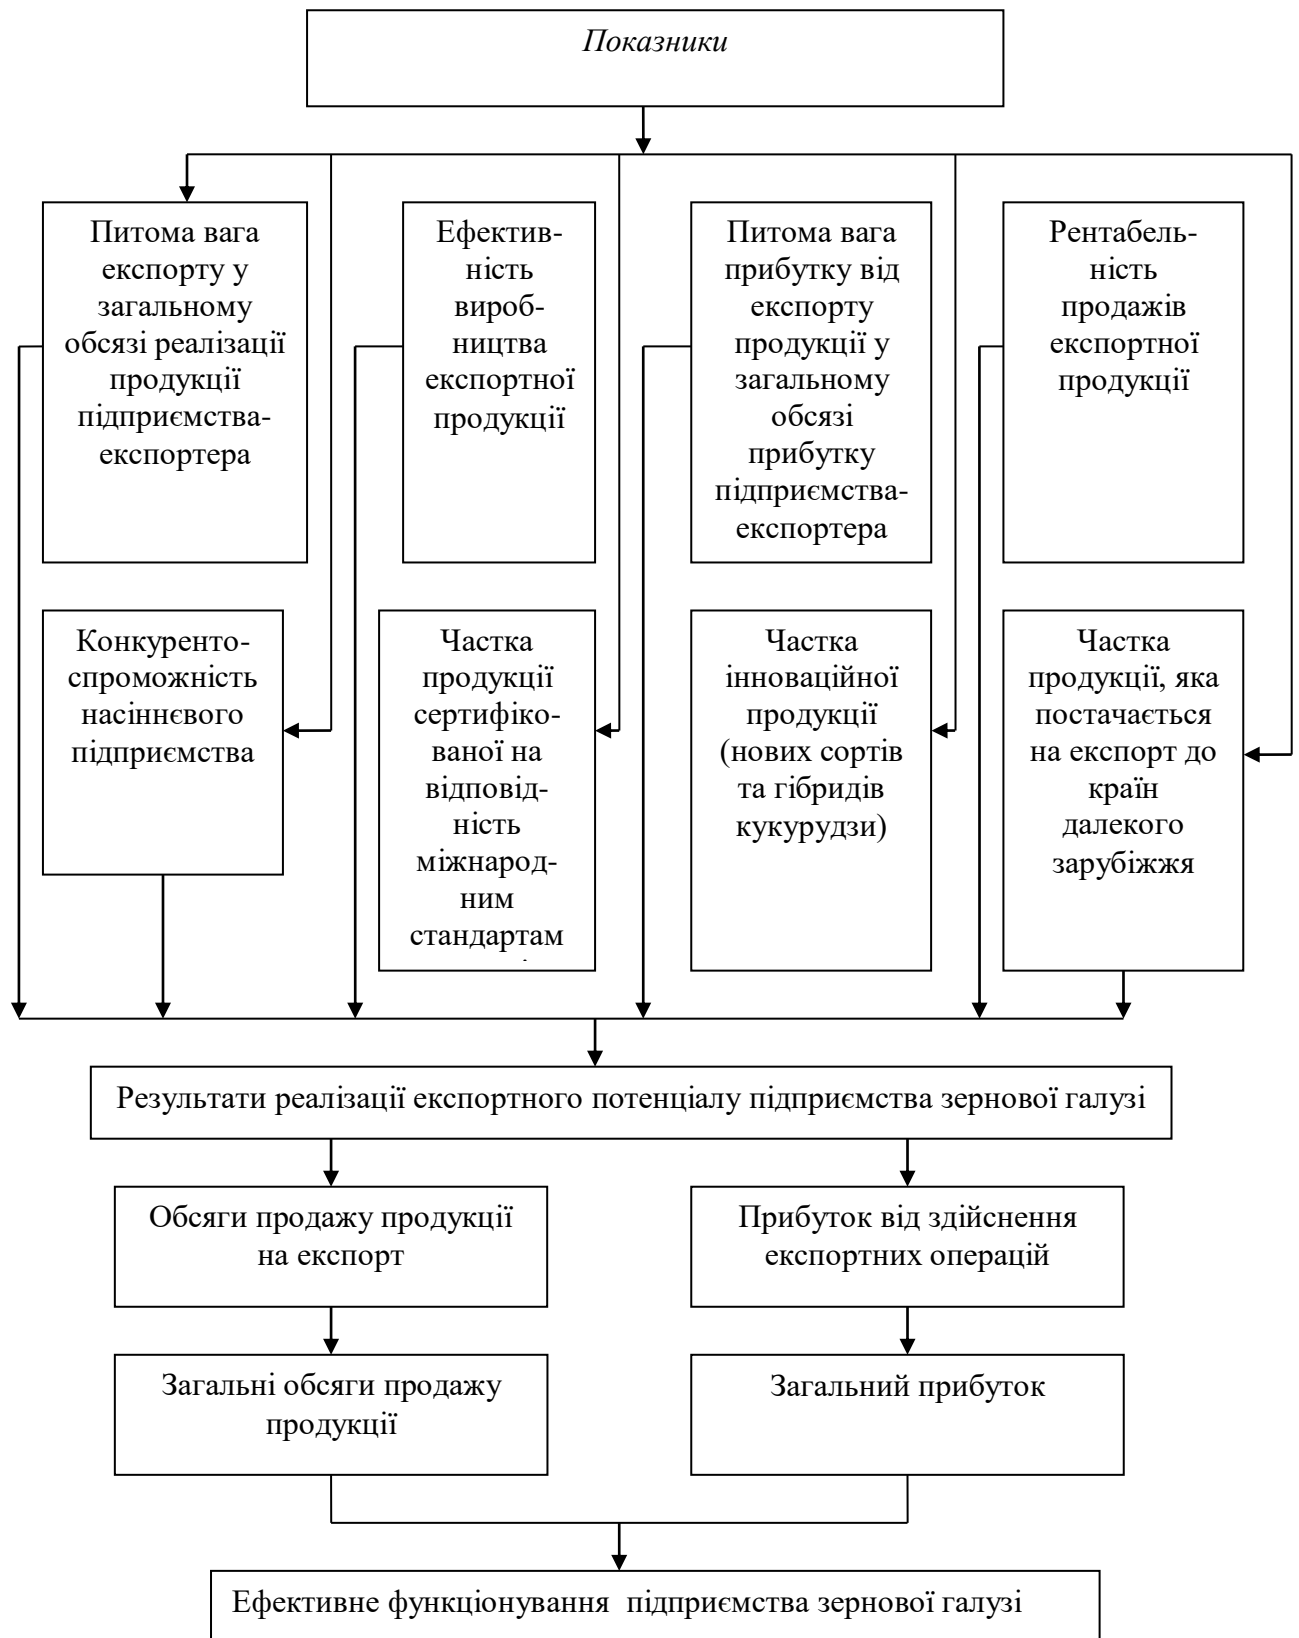 Показники
Питома вага
експорту у
загальному
обсязі реалізації
продукції
підприємства-
експортера
Ефектив-
ність
вироб-
ництва
експортної
продукції
Питома вага
прибутку від
експорту
продукції у
загальному
обсязі
прибутку
підприємства-
експортера
Рентабель-
ність
продажів
експортної
продукції
Конкуренто-
спроможність
насіннєвого
підприємства
Частка
продукції
сертифіко-
ваної на
відповід-
ність
міжнарод-
ним
стандартам
Частка
інноваційної
продукції
(нових сортів
та гібридів
кукурудзи)
Частка
продукції, яка
постачається
на експорт до
країн
далекого
зарубіжжя
Результати реалізації експортного потенціалу підприємства зернової галузі
Обсяги продажу продукції
на експорт
Прибуток від здійснення
експортних операцій
Загальні обсяги продажу
продукції
Загальний прибуток
Ефективне функціонування підприємства зернової галузі